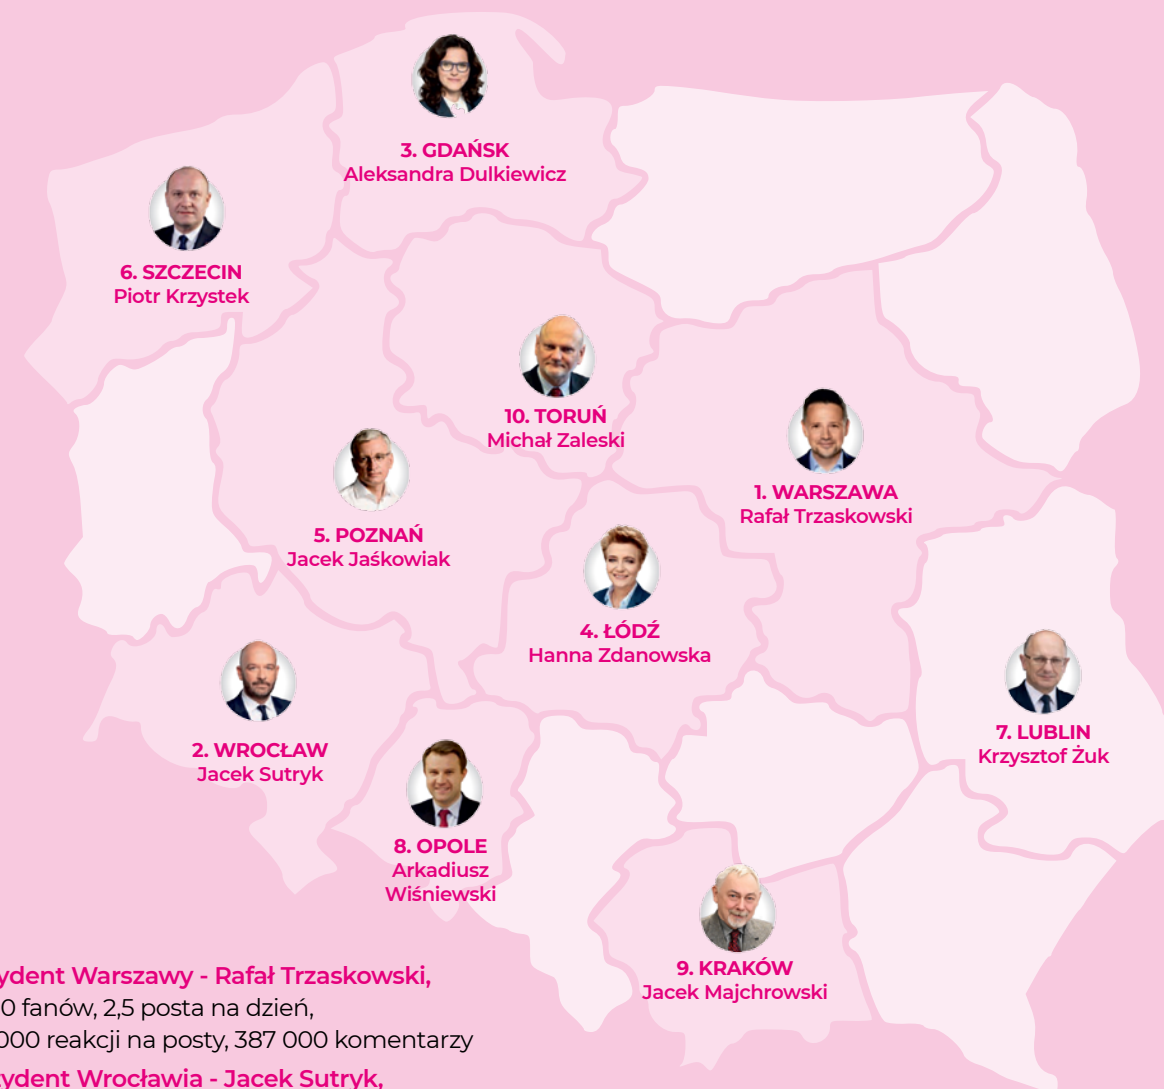 3. GDAŃSK
Aleksandra Dulkiewicz
6. SZCZECIN
Piotr Krzystek
10. TORUŃ
Michał Zaleski
1. WARSZAWA
Rafał Trzaskowski
5. POZNAŃ
Jacek Jaśkowiak
4. ŁÓDŹ
Hanna Zdanowska
2. WROCŁAW
Jacek Sutryk
7. LUBLIN
Krzysztof Żuk
8. OPOLE
Arkadiusz
Wiśniewski
9. KRAKÓW
Jacek Majchrowski
Warszawy - Rafał Trzaskowski,
fanów, 2,5 posta na dzień,
reakcji na posty, 387 000 komentarzy
Wrocławia - Jacek Sutryk,